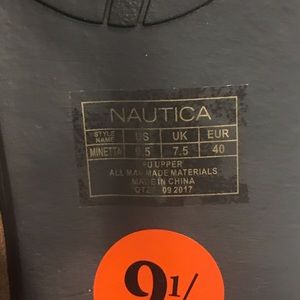 NAUTICA
STYLE NAME US UK EUR
MINETTA 9.5 7.5 40
PU UPPER
ALL MAN MADE MATERIALS
MADE IN CHINA
09 2017
9 1/